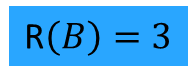 R(B) = 3